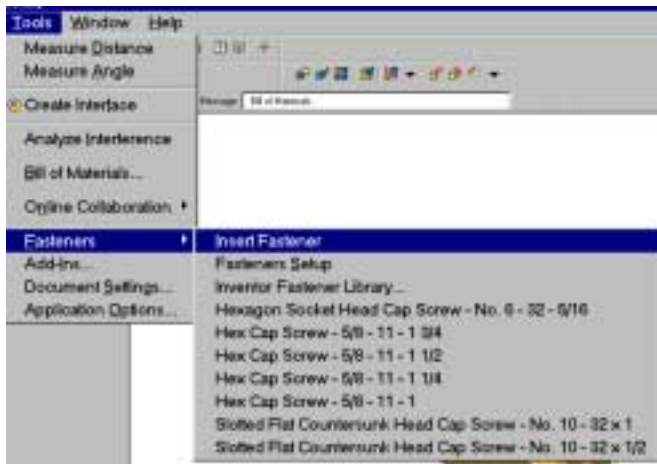 Tools Window Help
Measure Distance
Measure Angle
Create Interface
Message Bill of Materials
Analyze Interference
Bill of Materials...
Online Collaboration
Fasteners
Insert Fastener
Add-Ins...
Fasteners Setup
Document Settings...
Inventor Fastener Library...
Application Options...
Hexagon Socket Head Cap Screw - No. 6 - 32 - 5/16
Hex Cap Screw - 5/8 - 11 - 1 3/4
Hex Cap Screw - 5/8 - 11 - 1 1/2
Hex Cap Screw - 5/8 - 11 - 1 1/4
Hex Cap Screw - 5/8 - 11 - 1
Slotted Flat Countersunk Head Cap Screw - No. 10 - 32 x 1
Slotted Flat Countersunk Head Cap Screw - No. 10 - 32 x 1/2